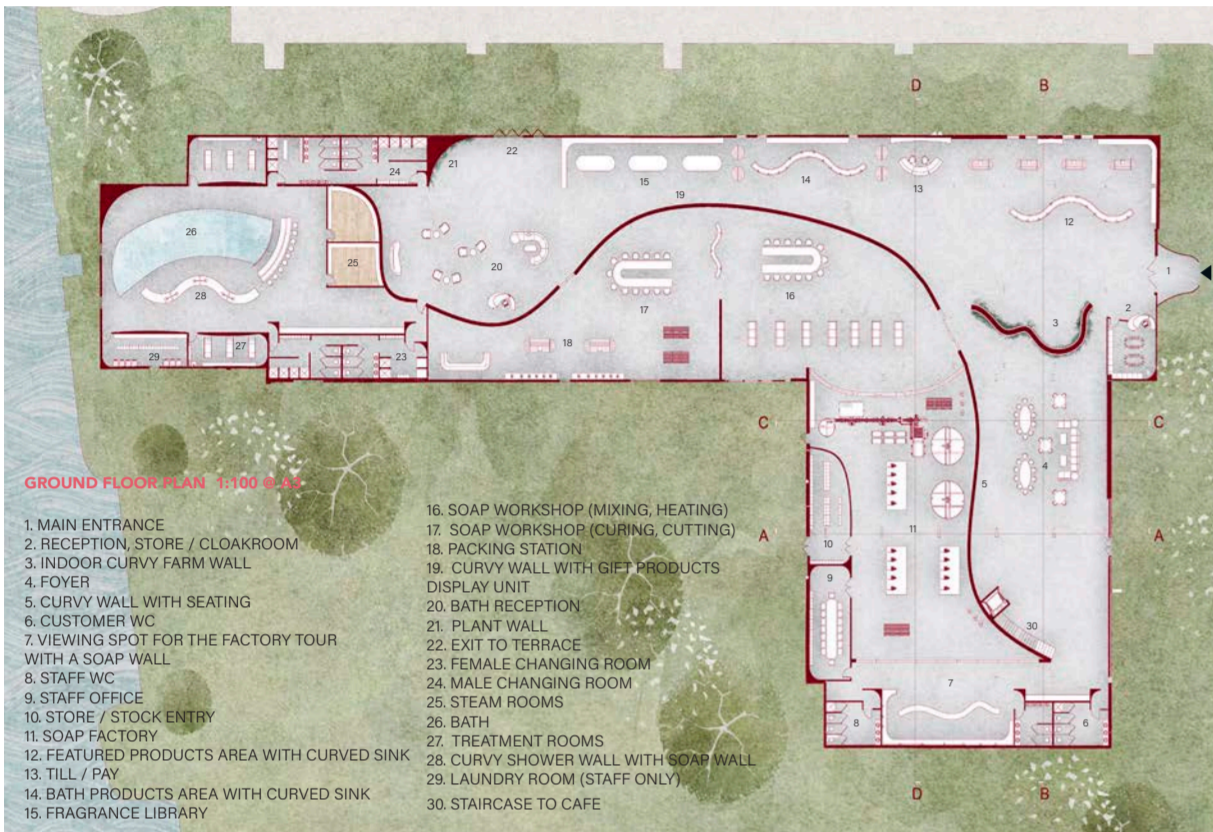 D B
21
22
24
15
19
14
13
12
26
25
20
17
16
1
28
3
2
29
27
18
23
C C
4
5
11
A A
10
9
30
7
8
6
D B
GROUND FLOOR PLAN 1:100 @ A3
1. MAIN ENTRANCE
2. RECEPTION, STORE / CLOAKROOM
3. INDOOR CURVY FARM WALL
4. FOYER
5. CURVY WALL WITH SEATING
6. CUSTOMER WC
7. VIEWING SPOT FOR THE FACTORY TOUR
WITH A SOAP WALL
8. STAFF WC
9. STAFF OFFICE
10. STORE / STOCK ENTRY
11. SOAP FACTORY
12. FEATURED PRODUCTS AREA WITH CURVED SINK
13. TILL / PAY
14. BATH PRODUCTS AREA WITH CURVED SINK
15. FRAGRANCE LIBRARY
16. SOAP WORKSHOP (MIXING, HEATING)
17. SOAP WORKSHOP (CURING, CUTTING)
18. PACKING STATION
19. CURVY WALL WITH GIFT PRODUCTS
DISPLAY UNIT
20. BATH RECEPTION
21. PLANT WALL
22. EXIT TO TERRACE
23. FEMALE CHANGING ROOM
24. MALE CHANGING ROOM
25. STEAM ROOMS
26. BATH
27. TREATMENT ROOMS
28. CURVY SHOWER WALL WITH SOAP WALL
29. LAUNDRY ROOM (STAFF ONLY)
30. STAIRCASE TO CAFE